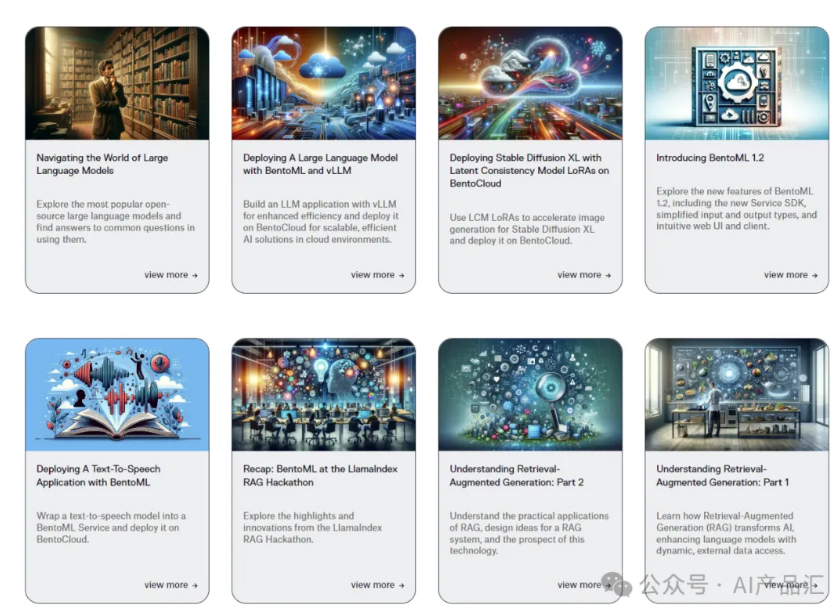 Navigating the World of Large
Language Models
Explore the most popular open-
source large language models and
find answers to common questions in
using them.
view more →
Deploying A Large Language Model
with BentoML and vLLM
Build an LLM application with vLLM
for enhanced efficiency and deploy it
on BentoCloud for scalable, efficient
AI solutions in cloud environments.
view more →
Deploying Stable Diffusion XL with
Latent Consistency Model LoRAs on
BentoCloud
Use LCM LoRAs to accelerate image
generation for Stable Diffusion XL
and deploy it on BentoCloud.
view more →
Introducing BentoML 1.2
Explore the new features of BentoML
1.2, including the new Service SDK,
simplified input and output types, and
intuitive web UI and client.
view more →
Deploying A Text-To-Speech
Application with BentoML
Wrap a text-to-speech model into a
BentoML Service and deploy it on
BentoCloud.
view more →
Recap: BentoML at the LlamaIndex
RAG Hackathon
Explore the highlights and
innovations from the LlamaIndex
RAG Hackathon.
view more →
Understanding Retrieval-
Augmented Generation: Part 2
Understand the practical applications
of RAG, design ideas for a RAG
system, and the prospect of this
technology.
view more →
Understanding Retrieval-
Augmented Generation: Part 1
Learn how Retrieval-Augmented
Generation (RAG) transforms AI,
enhancing language models with
dynamic, external data access.
view more →
公众号 · AI产品汇